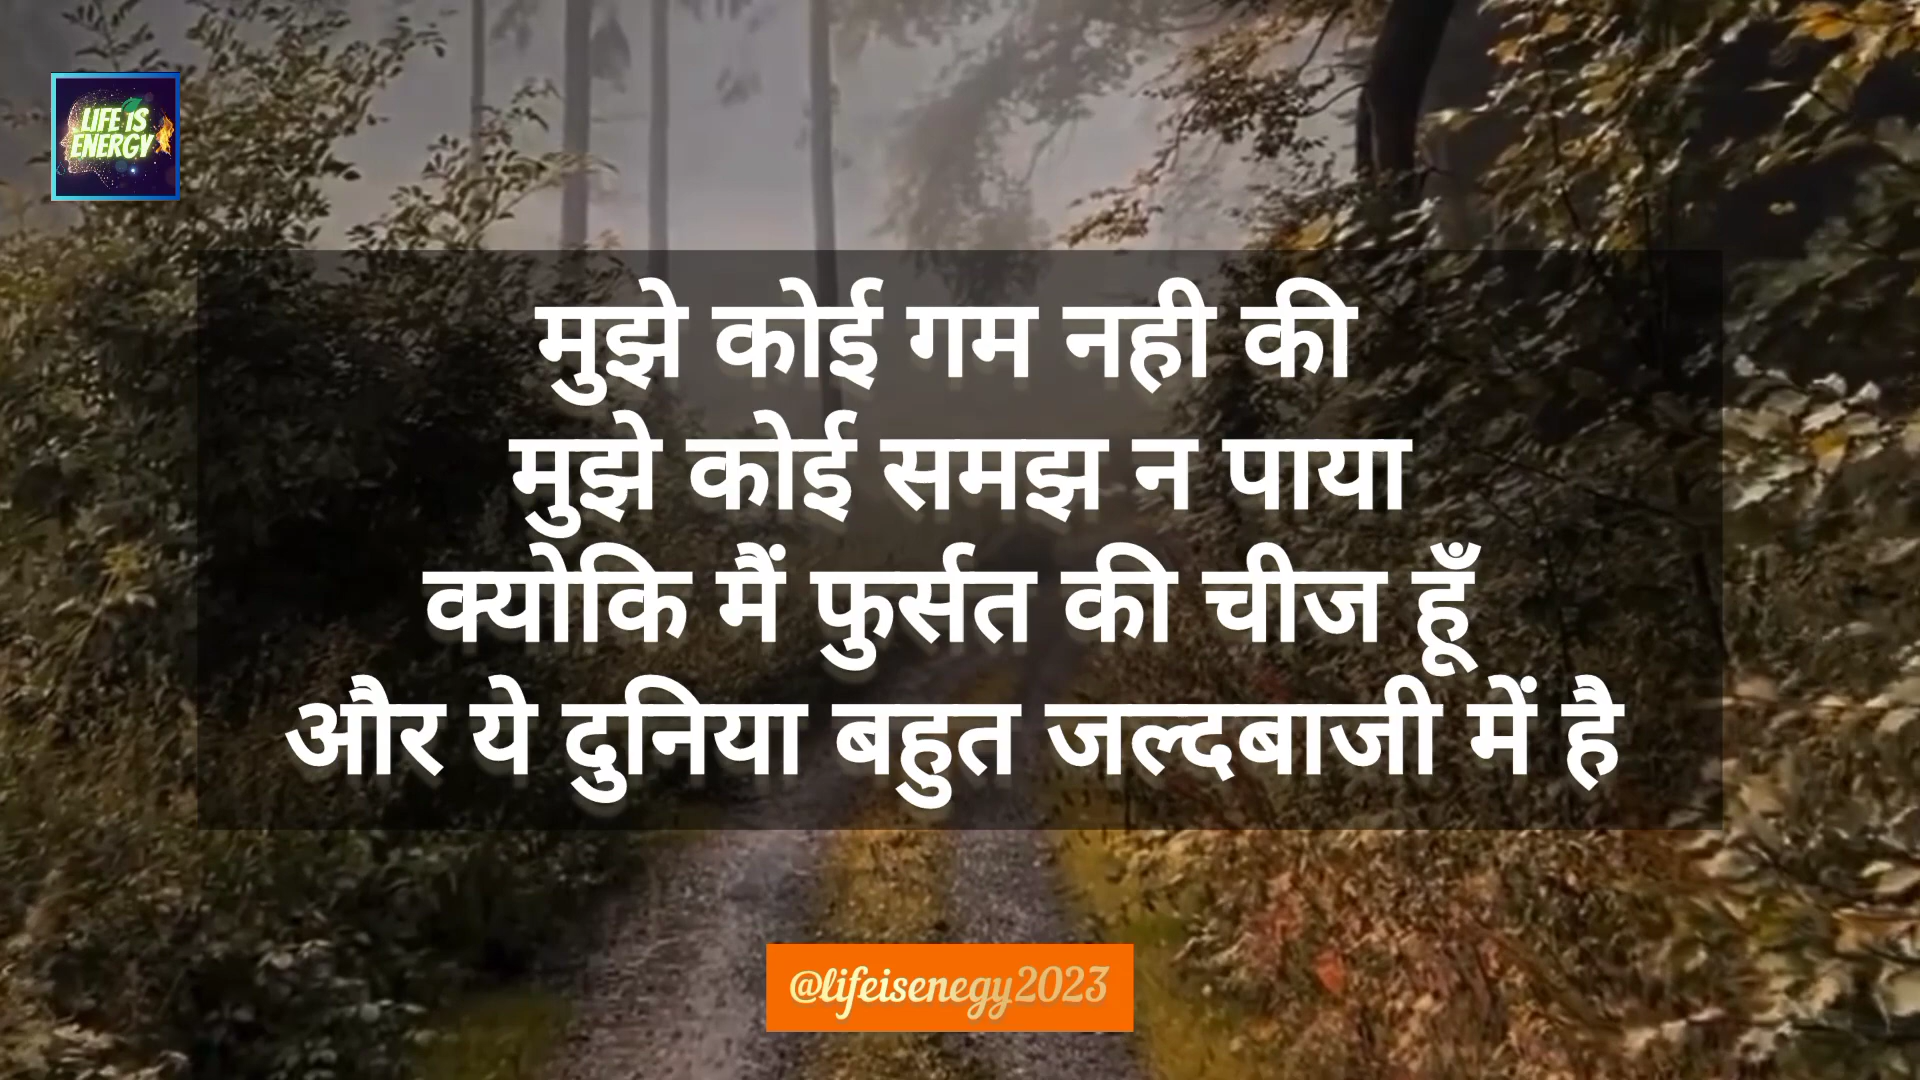 LIFE IS
ENERGY
मुझे कोई गम नही की
मुझे कोई समझ न पाया
क्योकि मैं फुर्सत की चीज हूँ
और ये दुनिया बहुत जल्दबाजी में है
@lifeisenegy2023